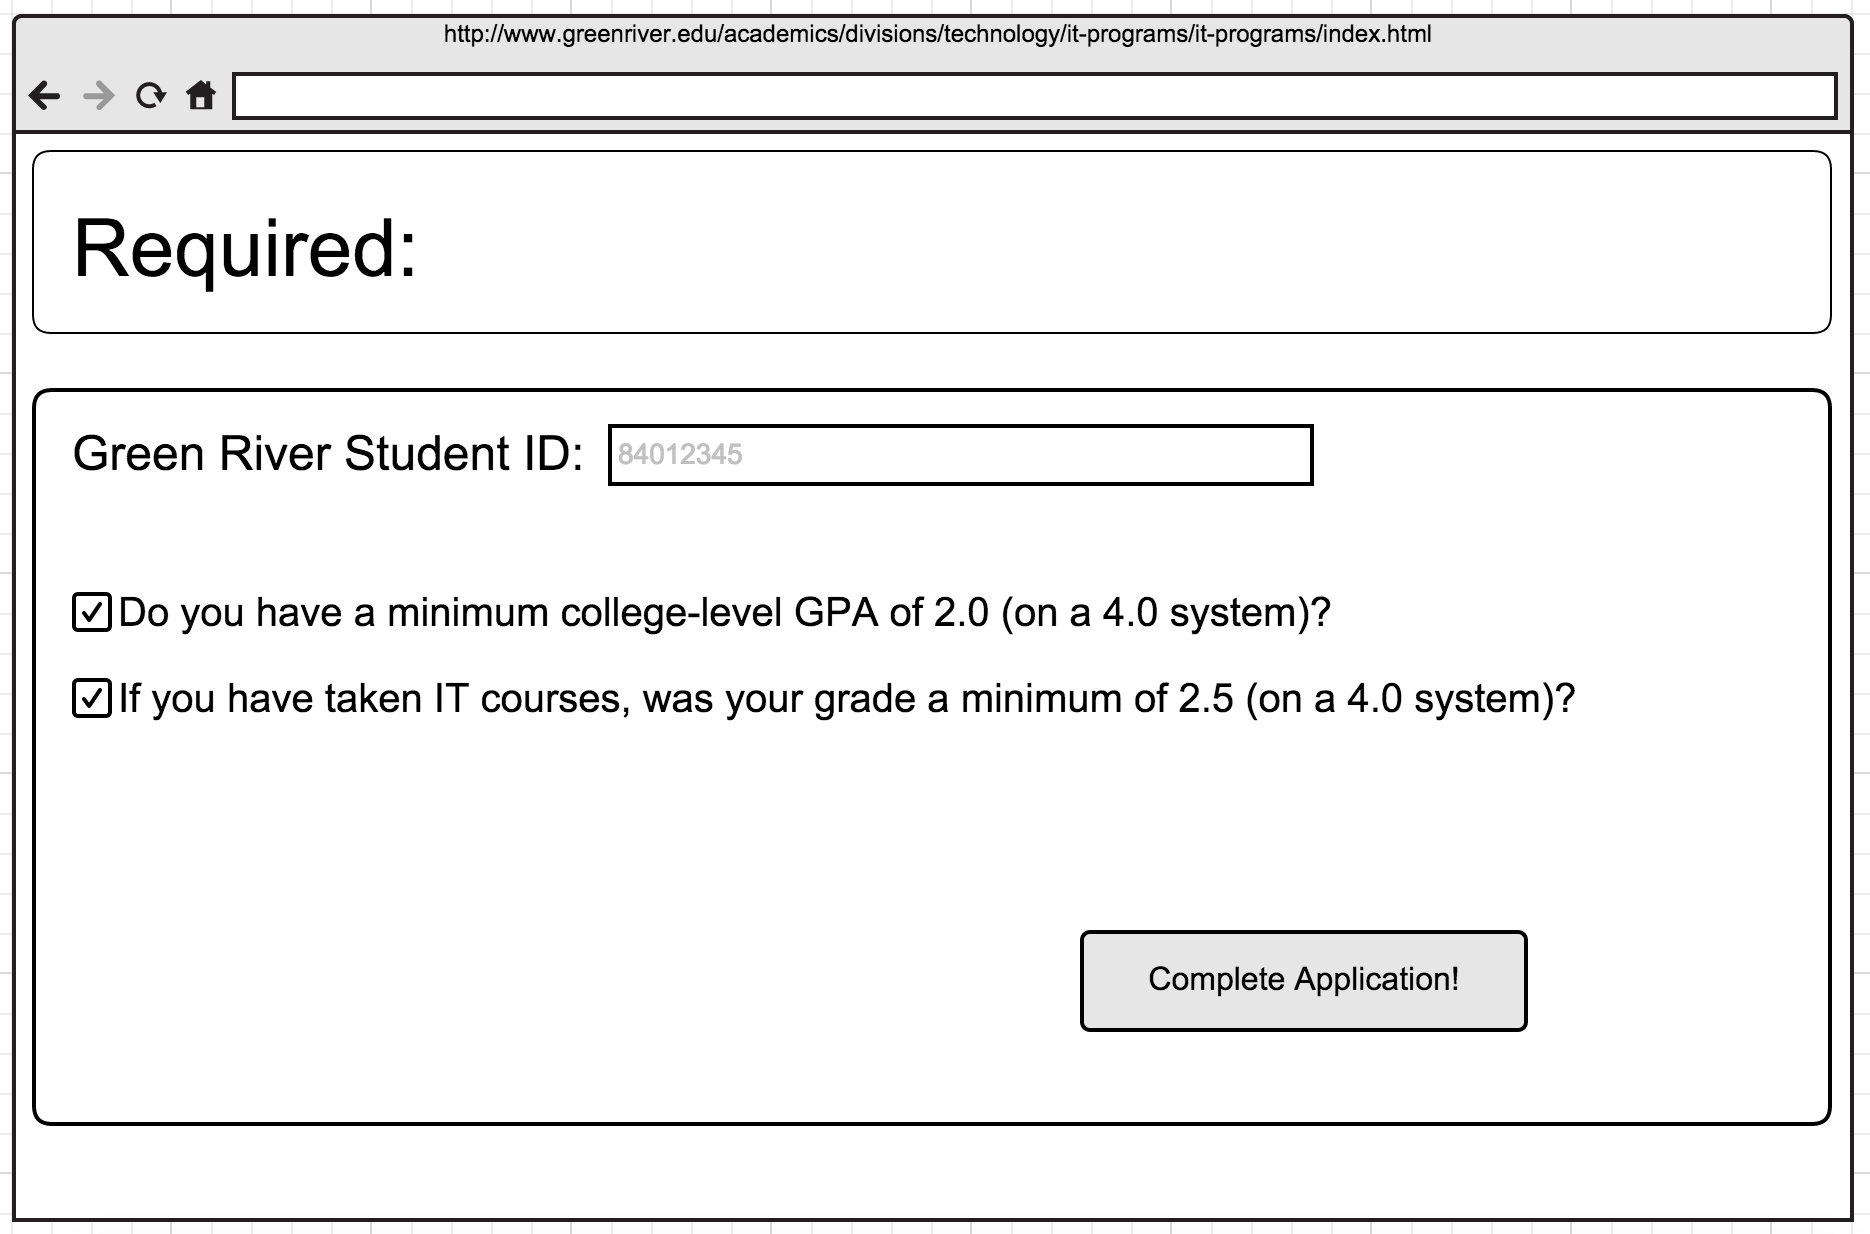 http://www.greenriver.edu/academics/divisions/technology/it-programs/it-programs/index.html
Required:
Green River Student ID: 84012345
Do you have a minimum college-level GPA of 2.0 (on a 4.0 system)?
If you have taken IT courses, was your grade a minimum of 2.5 (on a 4.0 system)?
Complete Application!